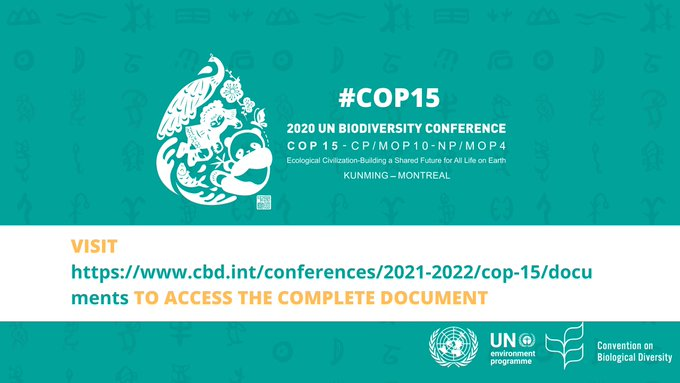 #COP15
2020 UN BIODIVERSITY CONFERENCE
COP 15 - CP/MOP10-NP/MOP4
Ecological Civilization-Building a Shared Future for All Life on Earth
KUNMING – MONTREAL
VISIT
https://www.cbd.int/conferences/2021-2022/cop-15/docu
ments TO ACCESS THE COMPLETE DOCUMENT
UN
environment
programme
Convention on
Biological Diversity